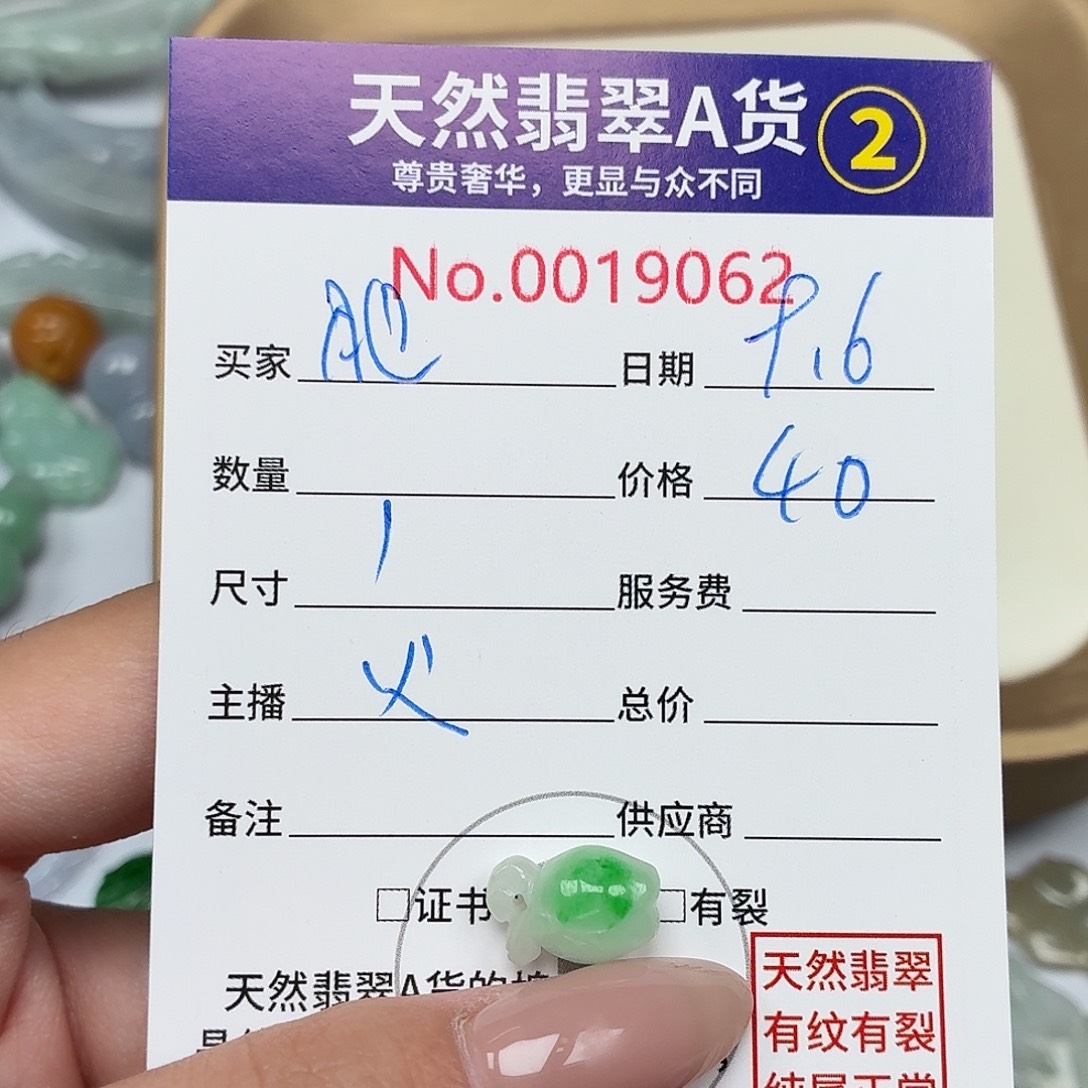 天然翡翠A货 2
尊贵奢华，更显与众不同
No.0019062
买家 日期 9.6
数量 1 价格 40
尺寸 服务费
主播 总价
备注 供应商
□证书 □有裂
天然翡翠A货的
天然翡翠
有纹有裂